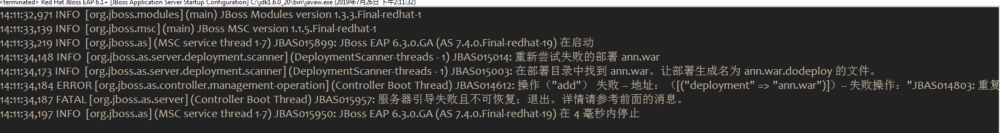 <terminated> Red Hat JBoss EAP 6.1+ [JBoss Application Server Startup Configuration] C:\jdk1.6.0_20\bin\javaw.exe (2019年7月26日 下午2:11:32)
14:11:32,971 INFO  [org.jboss.modules] (main) JBoss Modules version 1.3.3.Final-redhat-1
14:11:33,139 INFO  [org.jboss.msc] (main) JBoss MSC version 1.1.5.Final-redhat-1
14:11:33,219 INFO  [org.jboss.as] (MSC service thread 1-7) JBAS015899: JBoss EAP 6.3.0.GA (AS 7.4.0.Final-redhat-19) 在启动
14:11:34,148 INFO  [org.jboss.as.server.deployment.scanner] (DeploymentScanner-threads - 1) JBAS015014: 重新尝试失败的部署 ann.war
14:11:34,173 INFO  [org.jboss.as.server.deployment.scanner] (DeploymentScanner-threads - 1) JBAS015003: 在部署目录中找到 ann.war。让部署生成名为 ann.war.dodeploy 的文件。
14:11:34,184 ERROR [org.jboss.as.controller.management-operation] (Controller Boot Thread) JBAS014612: 操作（"add"） 失败 -- 地址：（[("deployment" => "ann.war")]）-- 失败操作："JBAS014803: 重复
14:11:34,187 FATAL [org.jboss.as.server] (Controller Boot Thread) JBAS015957: 服务器引导失败且不可恢复；退出。详情请参考前面的消息。
14:11:34,197 INFO  [org.jboss.as] (MSC service thread 1-7) JBAS015950: JBoss EAP 6.3.0.GA (AS 7.4.0.Final-redhat-19) 在 4 毫秒内停止